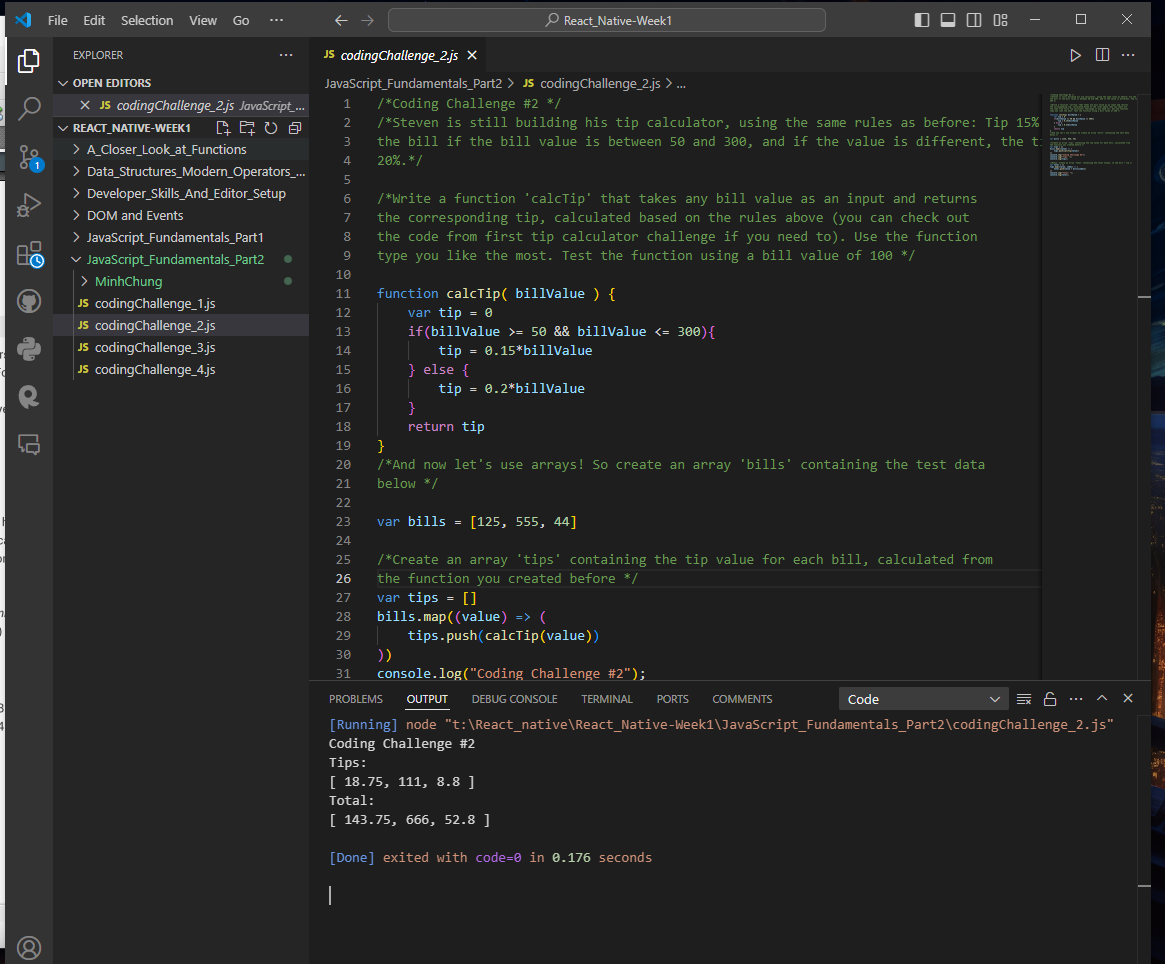 File Edit Selection View Go ··· React_Native-Week1
EXPLORER ···
OPEN EDITORS
JS codingChallenge_2.js JavaScript_...
REACT_NATIVE-WEEK1
A_Closer_Look_at_Functions
Data_Structures_Modern_Operators_...
Developer_Skills_And_Editor_Setup
DOM and Events
JavaScript_Fundamentals_Part1
JavaScript_Fundamentals_Part2
MinhChung
JS codingChallenge_1.js
JS codingChallenge_2.js
JS codingChallenge_3.js
JS codingChallenge_4.js
1
JS codingChallenge_2.js
JavaScript_Fundamentals_Part2 > JS codingChallenge_2.js > ...
1 /*Coding Challenge #2 */
2 /*Steven is still building his tip calculator, using the same rules as before: Tip 15%
3 the bill if the bill value is between 50 and 300, and if the value is different, the ti
4 20%.*/
5
6 /*Write a function 'calcTip' that takes any bill value as an input and returns
7 the corresponding tip, calculated based on the rules above (you can check out
8 the code from first tip calculator challenge if you need to). Use the function
9 type you like the most. Test the function using a bill value of 100 */
10
11 function calcTip( billValue ) {
12 var tip = 0
13 if(billValue >= 50 && billValue <= 300){
14 tip = 0.15*billValue
15 } else {
16 tip = 0.2*billValue
17 }
18 return tip
19 }
20 /*And now let's use arrays! So create an array 'bills' containing the test data
21 below */
22
23 var bills = [125, 555, 44]
24
25 /*Create an array 'tips' containing the tip value for each bill, calculated from
26 the function you created before */
27 var tips = []
28 bills.map((value) => (
29 tips.push(calcTip(value))
30 ))
31 console.log("Coding Challenge #2");
PROBLEMS OUTPUT DEBUG CONSOLE TERMINAL PORTS COMMENTS Code
[Running] node "t:\React_native\React_Native-Week1\JavaScript_Fundamentals_Part2\codingChallenge_2.js"
Coding Challenge #2
Tips:
[ 18.75, 111, 8.8 ]
Total:
[ 143.75, 666, 52.8 ]
[Done] exited with code=0 in 0.176 seconds